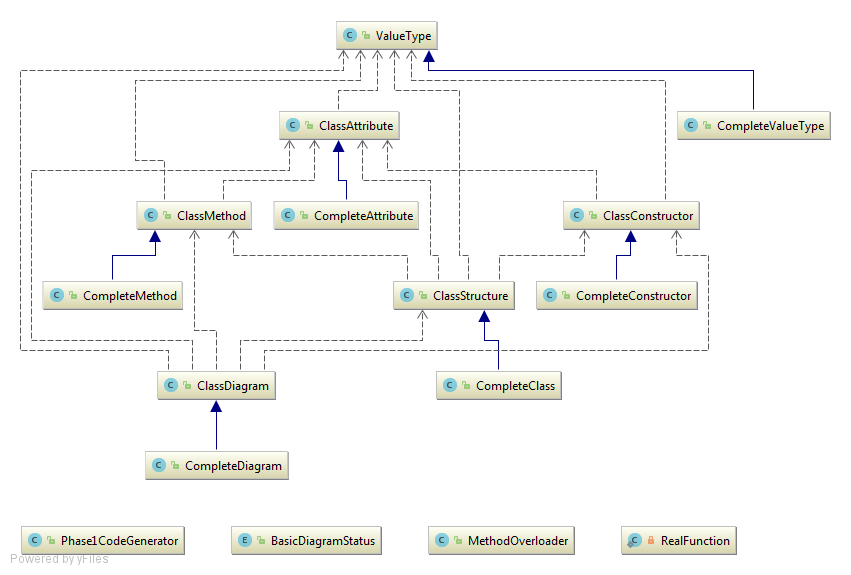 C ValueType
C ClassAttribute
C CompleteValueType
C ClassMethod
C CompleteAttribute
C ClassConstructor
C CompleteMethod
C ClassStructure
C CompleteConstructor
C ClassDiagram
C CompleteClass
C CompleteDiagram
C Phase1CodeGenerator
E BasicDiagramStatus
C MethodOverloader
C RealFunction
Powered by yFiles